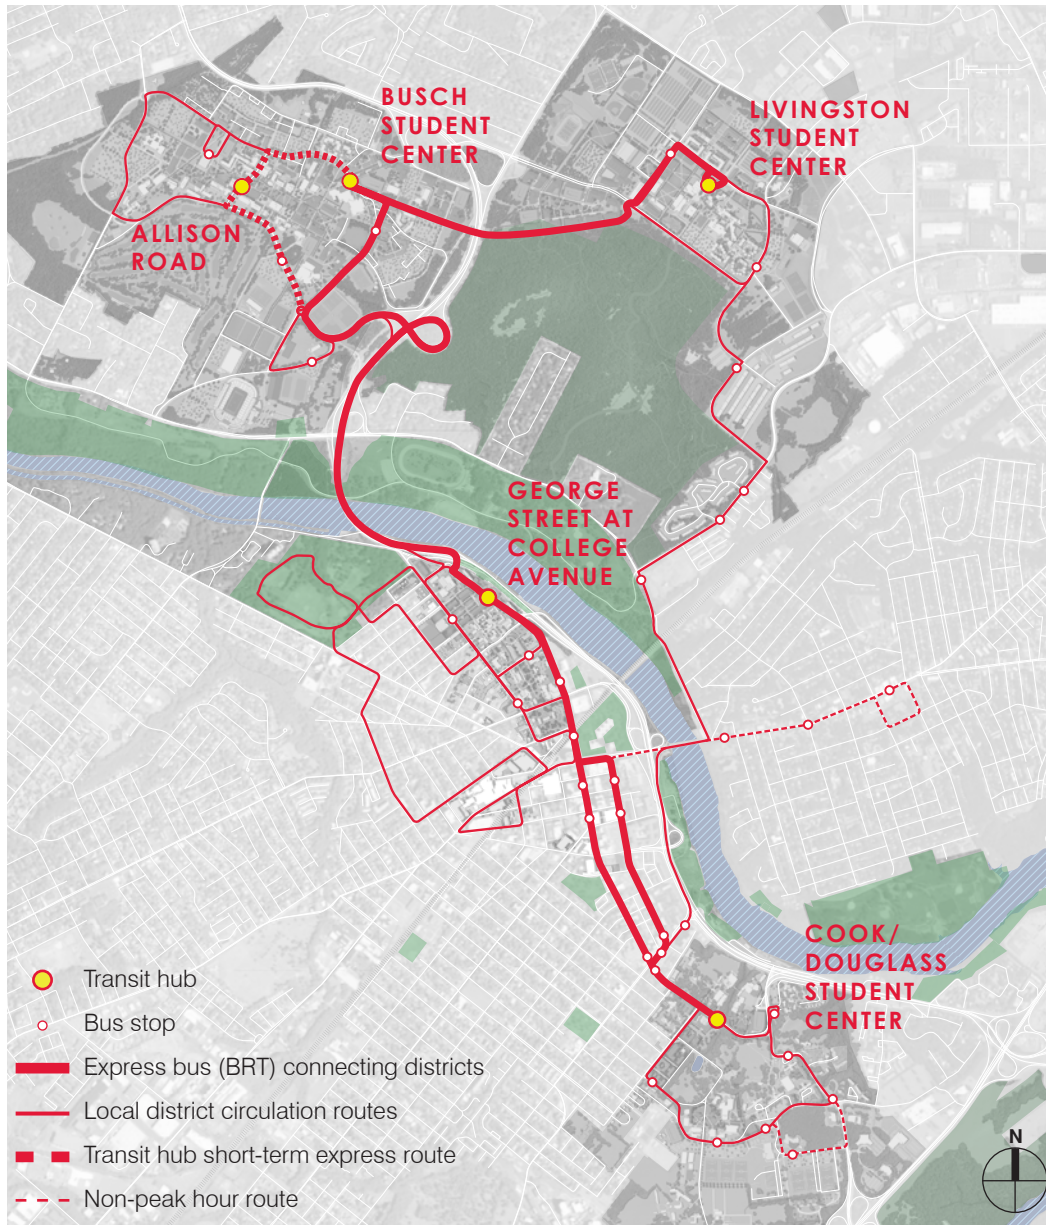 BUSCH
STUDENT
CENTER
LIVINGSTON
STUDENT
CENTER
ALLISON
ROAD
GEORGE
STREET AT
COLLEGE
AVENUE
COOK/
DOUGLASS
STUDENT
CENTER
Transit hub
Bus stop
Express bus (BRT) connecting districts
Local district circulation routes
Transit hub short-term express route
Non-peak hour route
N